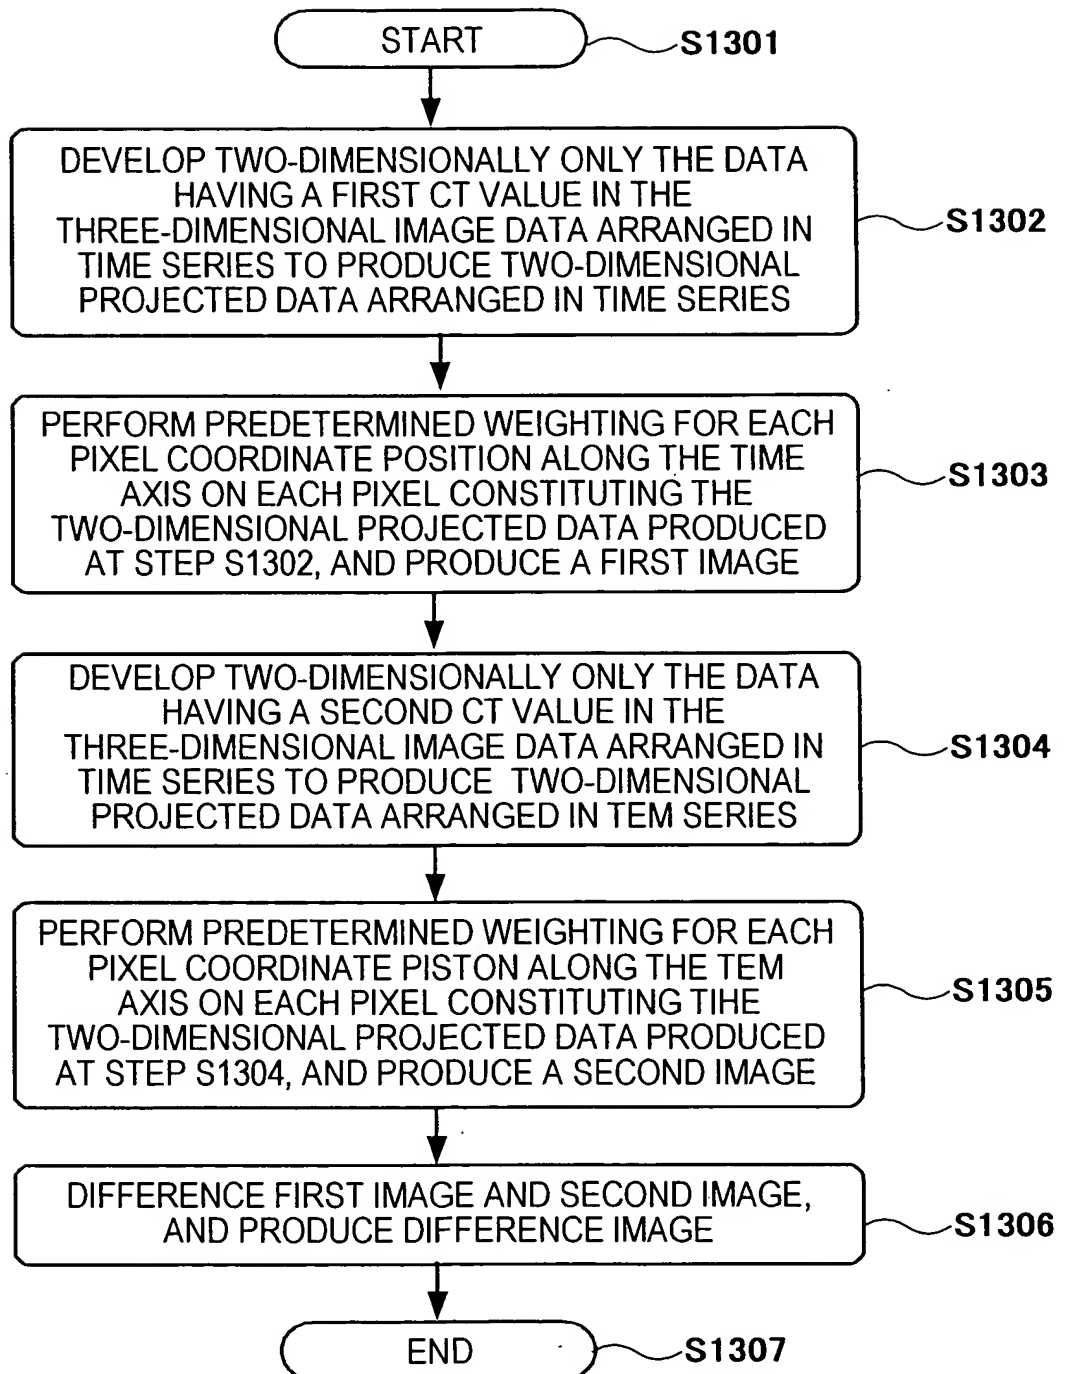 START
S1301
DEVELOP TWO-DIMENSIONALLY ONLY THE DATA
HAVING A FIRST CT VALUE IN THE
THREE-DIMENSIONAL IMAGE DATA ARRANGED IN
TIME SERIES TO PRODUCE TWO-DIMENSIONAL
PROJECTED DATA ARRANGED IN TIME SERIES
S1302
PERFORM PREDETERMINED WEIGHTING FOR EACH
PIXEL COORDINATE POSITION ALONG THE TIME
AXIS ON EACH PIXEL CONSTITUTING THE
TWO-DIMENSIONAL PROJECTED DATA PRODUCED
AT STEP S1302, AND PRODUCE A FIRST IMAGE
S1303
DEVELOP TWO-DIMENSIONALLY ONLY THE DATA
HAVING A SECOND CT VALUE IN THE
THREE-DIMENSIONAL IMAGE DATA ARRANGED IN
TIME SERIES TO PRODUCE TWO-DIMENSIONAL
PROJECTED DATA ARRANGED IN TEM SERIES
S1304
PERFORM PREDETERMINED WEIGHTING FOR EACH
PIXEL COORDINATE PISTON ALONG THE TEM
AXIS ON EACH PIXEL CONSTITUTING TIHE
TWO-DIMENSIONAL PROJECTED DATA PRODUCED
AT STEP S1304, AND PRODUCE A SECOND IMAGE
S1305
DIFFERENCE FIRST IMAGE AND SECOND IMAGE,
AND PRODUCE DIFFERENCE IMAGE
S1306
END
S1307